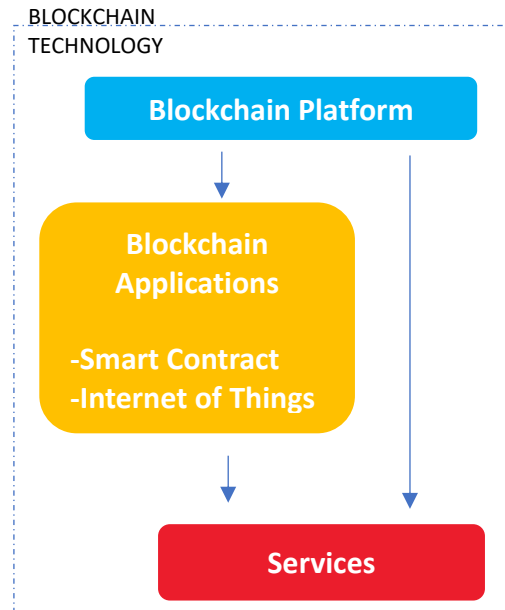 BLOCKCHAIN
TECHNOLOGY
Blockchain Platform
Blockchain
Applications
-Smart Contract
-Internet of Things
Services